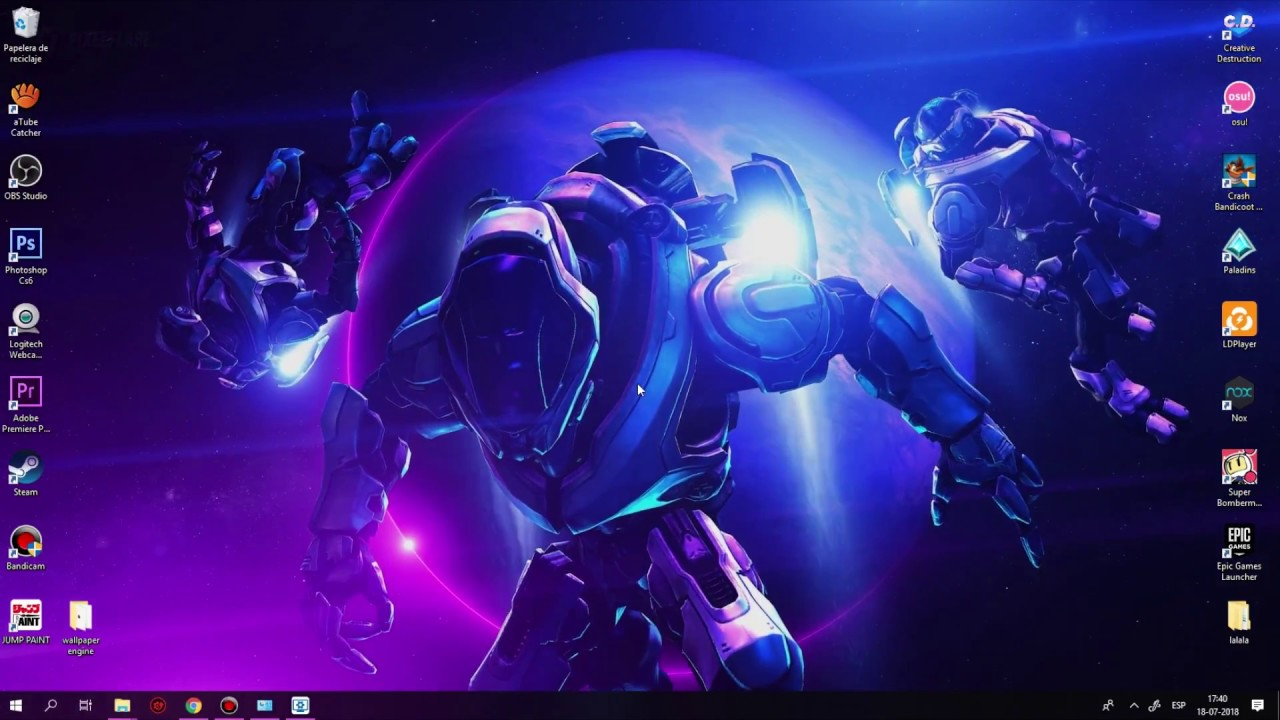 Papelera de
reciclaje
aTube
Catcher
OBS Studio
Ps
Photoshop
Cs6
Logitech
Webca...
Pr
Adobe
Premiere P...
Steam
Bandicam
JUMP PAINT
wallpaper
engine
C.D.
Creative
Destruction
osu!
osu!
Crash
Bandicoot ...
Paladins
LDPlayer
nox
Nox
Super
Bomberm...
EPIC
GAMES
Epic Games
Launcher
lalala
ESP
17:40
18-07-2018